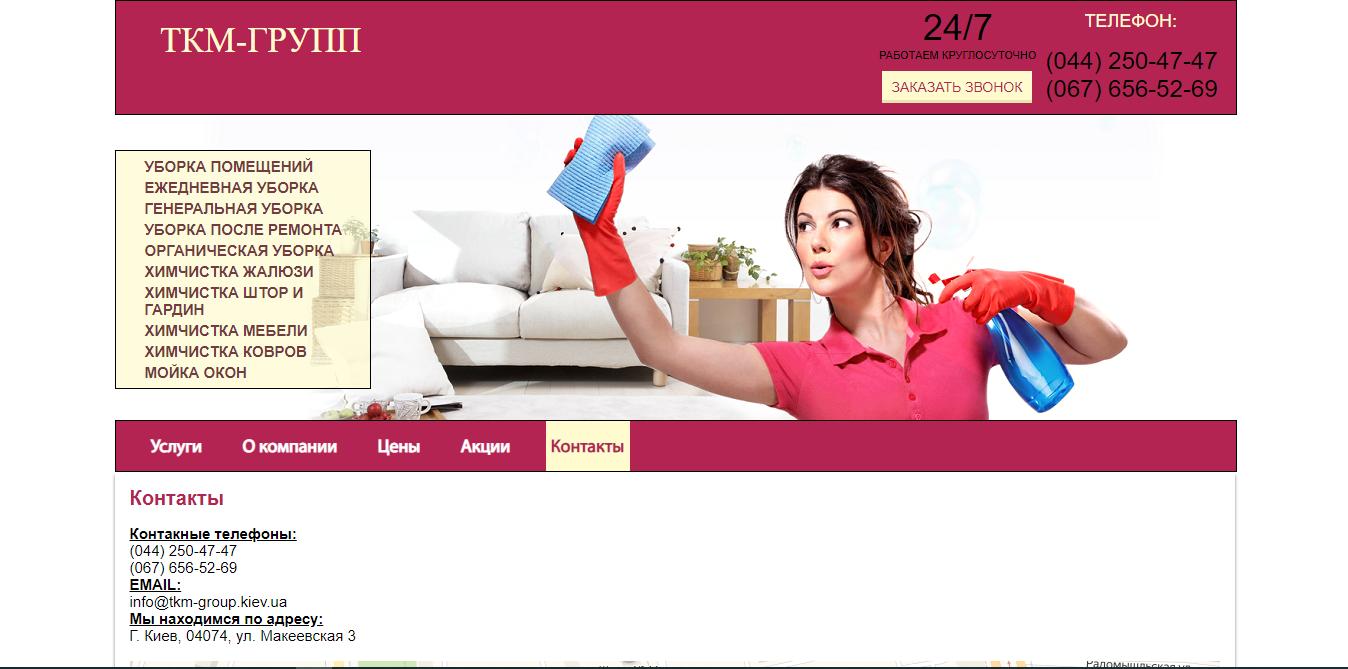 ТКМ-ГРУПП
24/7
РАБОТАЕМ КРУГЛОСУТОЧНО
ЗАКАЗАТЬ ЗВОНОК
ТЕЛЕФОН:
(044) 250-47-47
(067) 656-52-69
УБОРКА ПОМЕЩЕНИЙ
ЕЖЕДНЕВНАЯ УБОРКА
ГЕНЕРАЛЬНАЯ УБОРКА
УБОРКА ПОСЛЕ РЕМОНТА
ОРГАНИЧЕСКАЯ УБОРКА
ХИМЧИСТКА ЖАЛЮЗИ
ХИМЧИСТКА ШТОР И
ГАРДИН
ХИМЧИСТКА МЕБЕЛИ
ХИМЧИСТКА КОВРОВ
МОЙКА ОКОН
Услуги О компании Цены Акции Контакты
Контакты
Контакные телефоны:
(044) 250-47-47
(067) 656-52-69
EMAIL:
info@tkm-group.kiev.ua
Мы находимся по адресу:
Г. Киев, 04074, ул. Макеевская 3